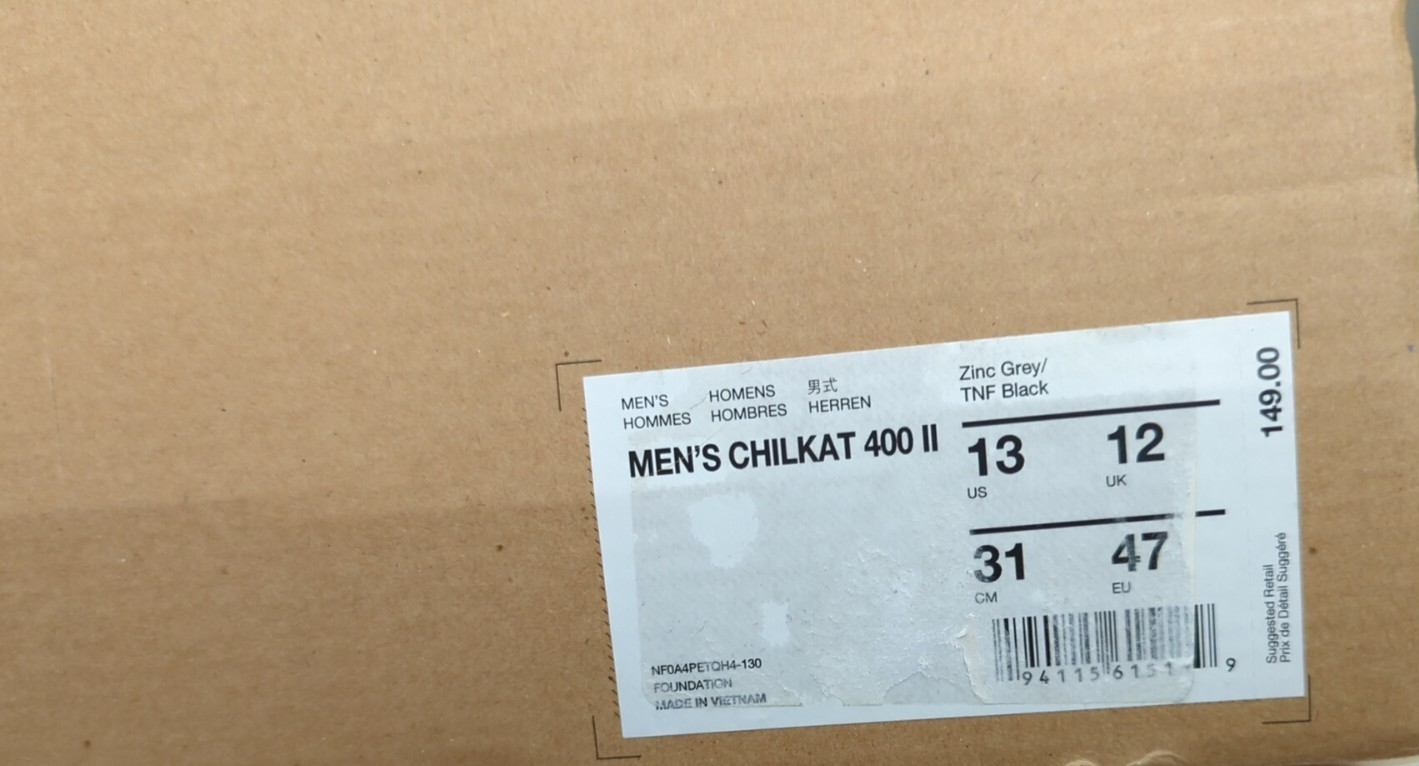 MEN'S HOMENS 男式
HOMMES HOMBRES HERREN
MEN'S CHILKAT 400 II
Zinc Grey/
TNF Black
13 12
US UK
31 47
CM EU
NF0A4PETQH4-130
FOUNDATION
MADE IN VIETNAM
149.00
Suggested Retail
Prix de Détail Suggéré